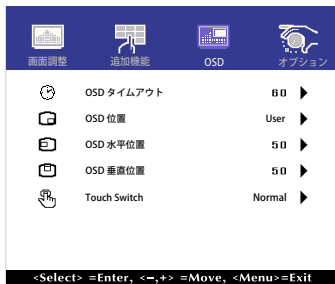 画面調整 追加機能 OSD オプション
OSD タイムアウト 60
OSD 位置 User
OSD 水平位置 50
OSD 垂直位置 50
Touch Switch Normal
<Select> =Enter, <−,+> =Move, <Menu>=Exit